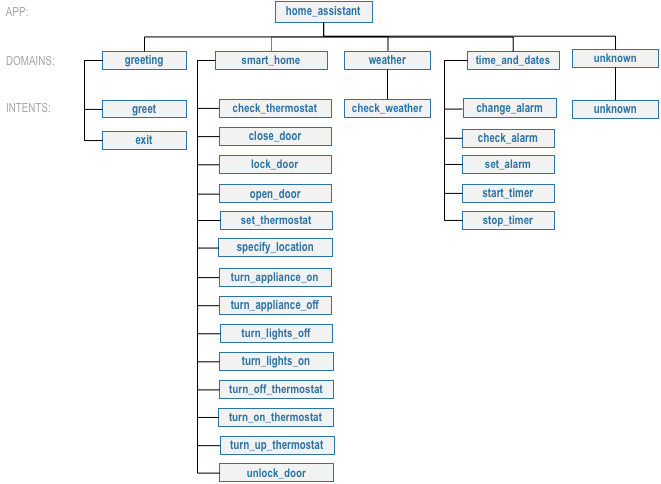 APP:
home_assistant
DOMAINS:
greeting
smart_home
weather
time_and_dates
unknown
INTENTS:
greet
exit
check_thermostat
close_door
lock_door
open_door
set_thermostat
specify_location
turn_appliance_on
turn_appliance_off
turn_lights_off
turn_lights_on
turn_off_thermostat
turn_on_thermostat
turn_up_thermostat
unlock_door
check_weather
change_alarm
check_alarm
set_alarm
start_timer
stop_timer
unknown